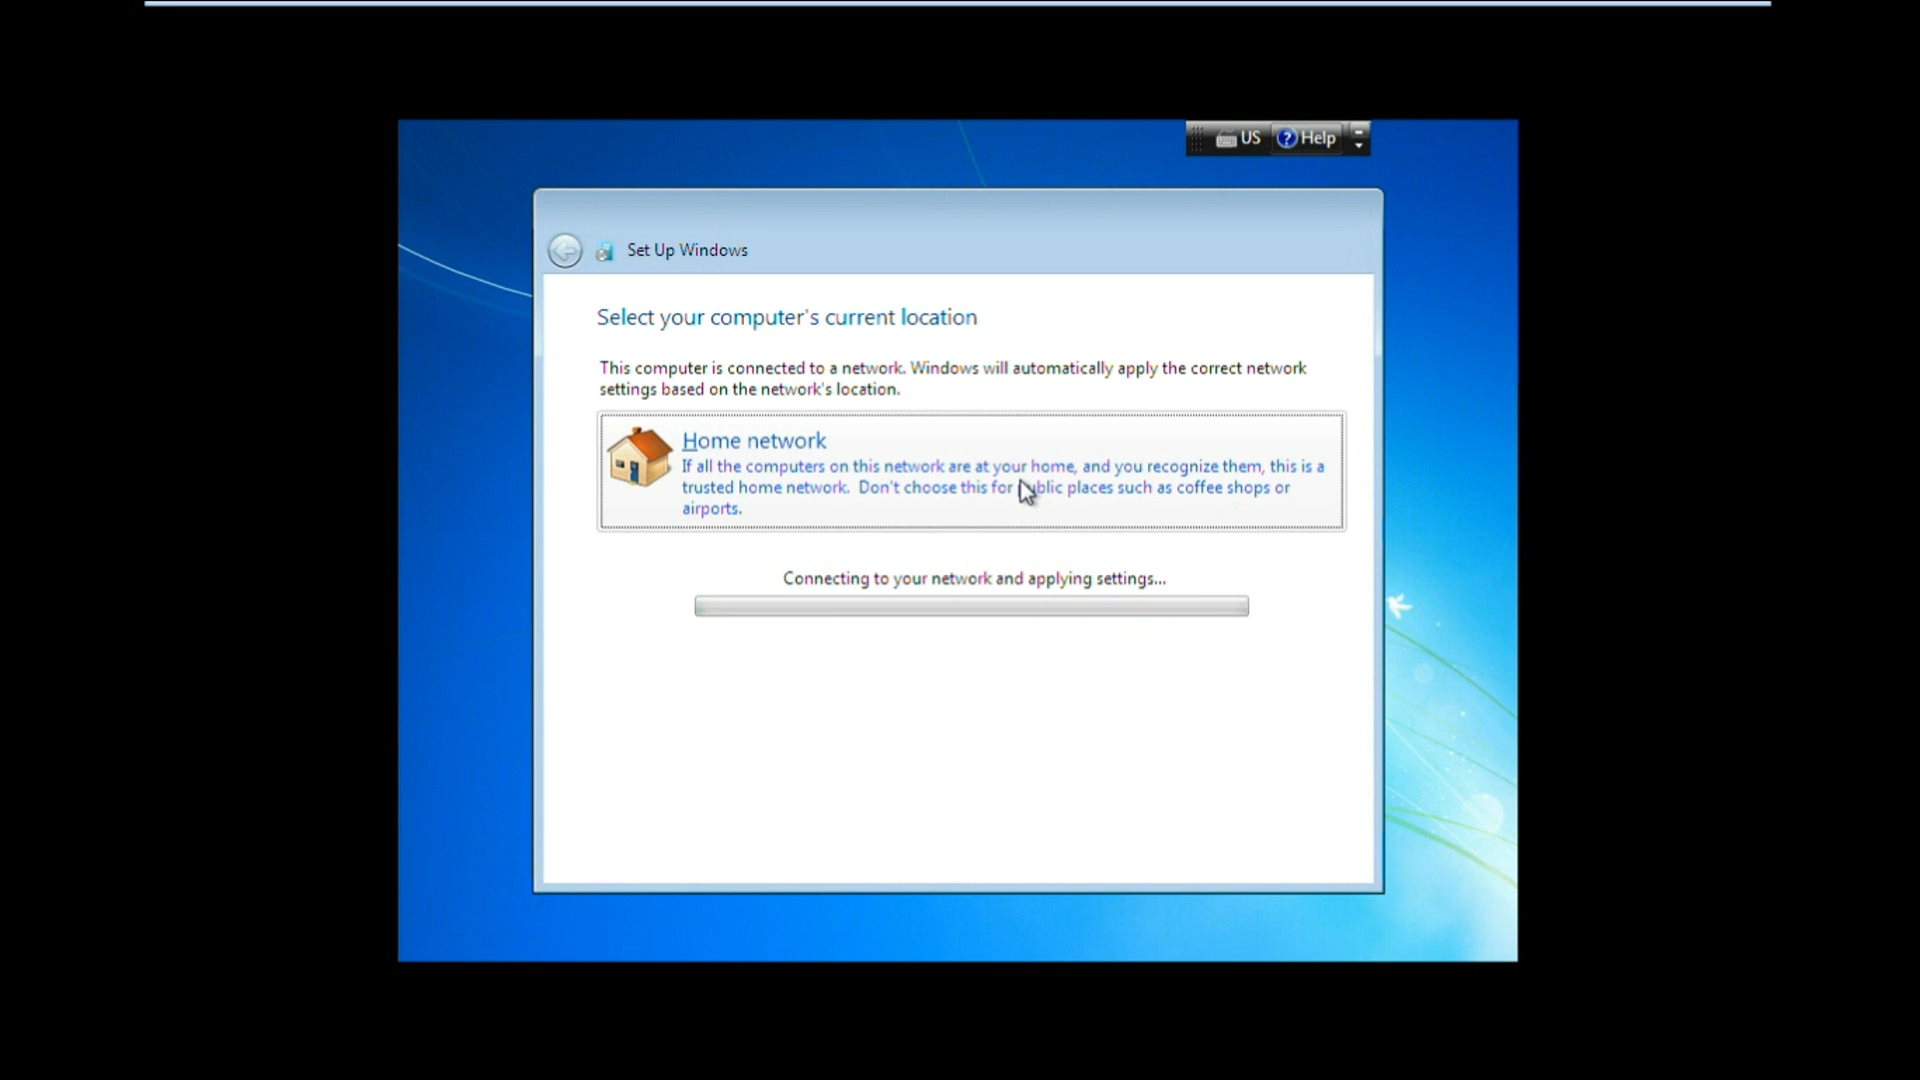 US Help
Set Up Windows
Select your computer's current location
This computer is connected to a network. Windows will automatically apply the correct network
settings based on the network's location.
Home network
If all the computers on this network are at your home, and you recognize them, this is a
trusted home network. Don't choose this for public places such as coffee shops or
airports.
Connecting to your network and applying settings...